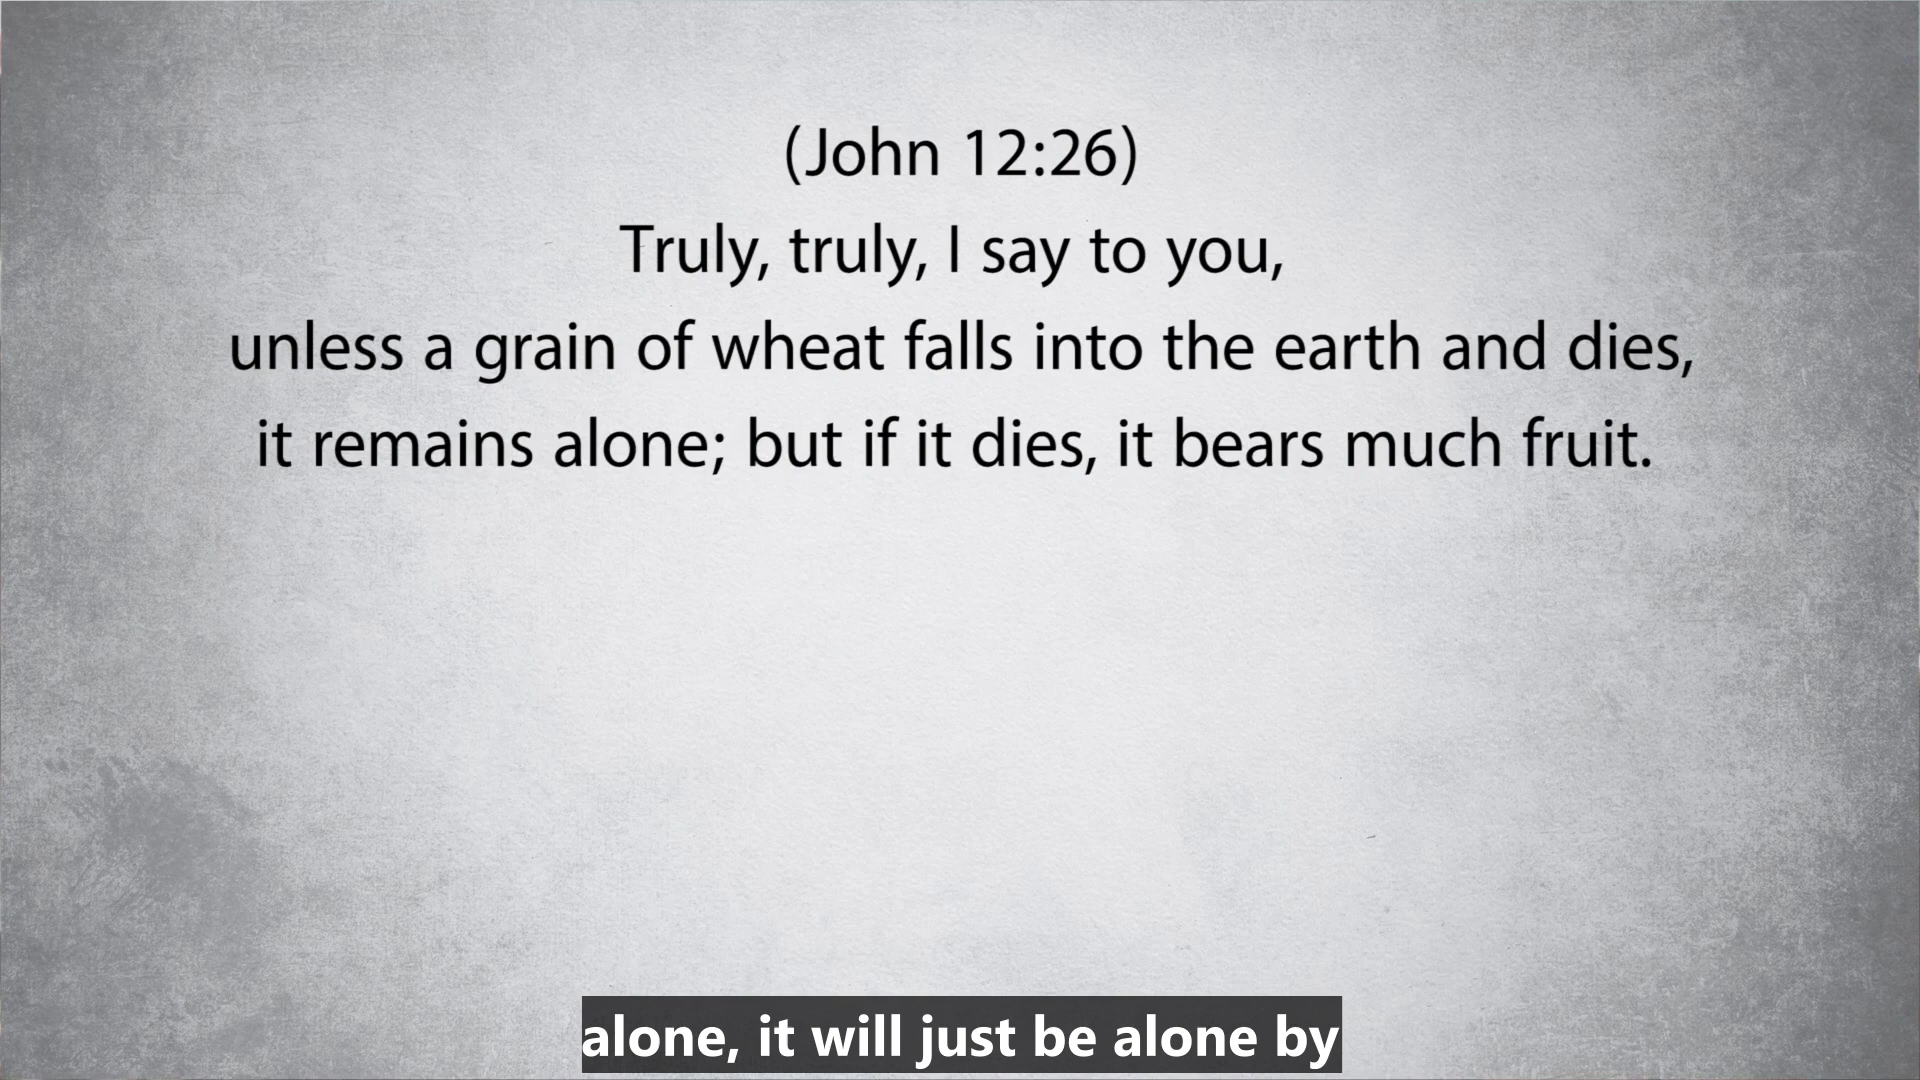 (John 12:26)
Truly, truly, I say to you,
unless a grain of wheat falls into the earth and dies,
it remains alone; but if it dies, it bears much fruit.
alone, it will just be alone by